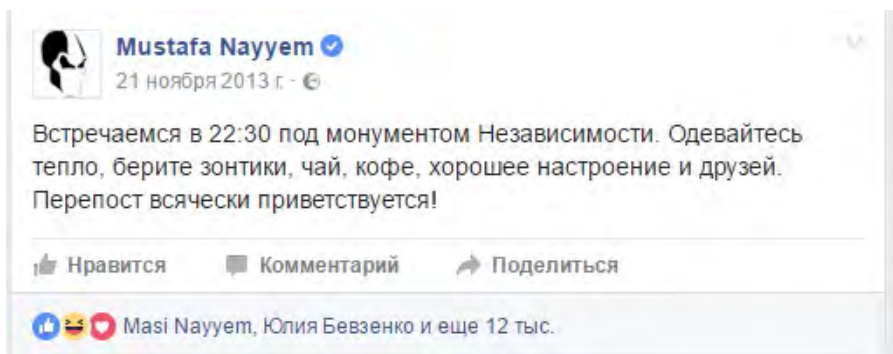 Mustafa Nayyem
21 ноября 2013 г. ·
Встречаемся в 22:30 под монументом Независимости. Одевайтесь
тепло, берите зонтики, чай, кофе, хорошее настроение и друзей.
Перепост всячески приветствуется!
Нравится Комментарий Поделиться
Masi Nayyem, Юлия Бевзенко и еще 12 тыс.